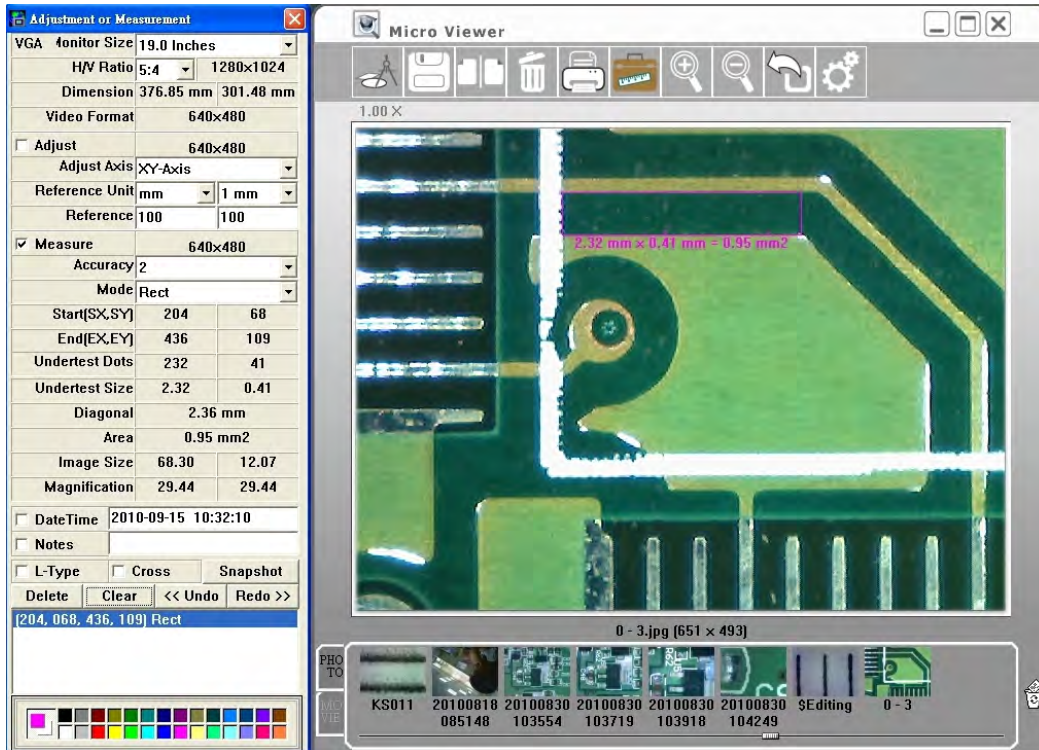 Adjustment or Measurement
VGA Monitor Size 19.0 Inches
H/V Ratio 5:4 1280×1024
Dimension 376.85 mm 301.48 mm
Video Format 640×480
Adjust 640×480
Adjust Axis XY-Axis
Reference Unit mm 1 mm
Reference 100 100
Measure 640×480
Accuracy 2
Mode Rect
Start(SX,SY) 204 68
End(EX,EY) 436 109
Undertest Dots 232 41
Undertest Size 2.32 0.41
Diagonal 2.36 mm
Area 0.95 mm2
Image Size 68.30 12.07
Magnification 29.44 29.44
DateTime 2010-09-15 10:32:10
Notes
L-Type Cross Snapshot
Delete Clear << Undo Redo >>
(204, 068, 436, 109) Rect
Micro Viewer
1.00 X
2.32 mm x 0.41 mm = 0.95 mm2
0 - 3.jpg (651 × 493)
PHOTO
MOVIE
KS011
20100818 085148
20100830 103554
20100830 103719
20100830 103918
20100830 104249
$Editing
0 - 3